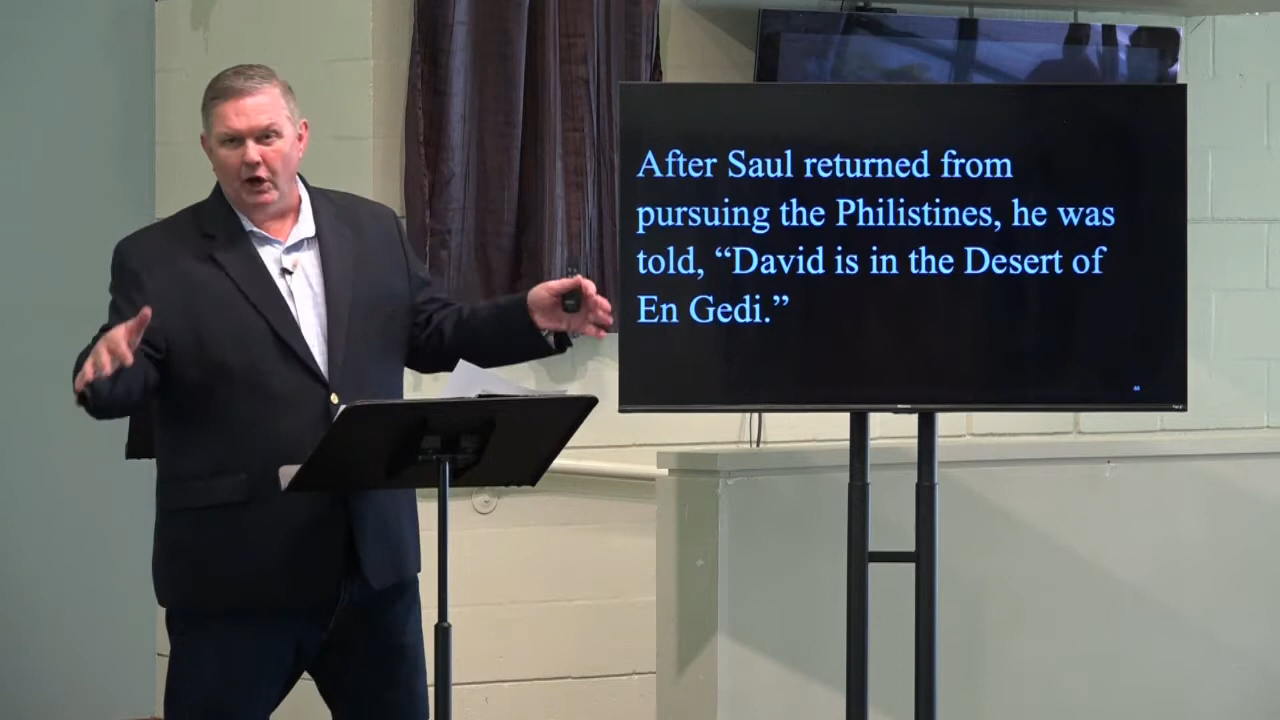 After Saul returned from
pursuing the Philistines, he was
told, “David is in the Desert of
En Gedi.”